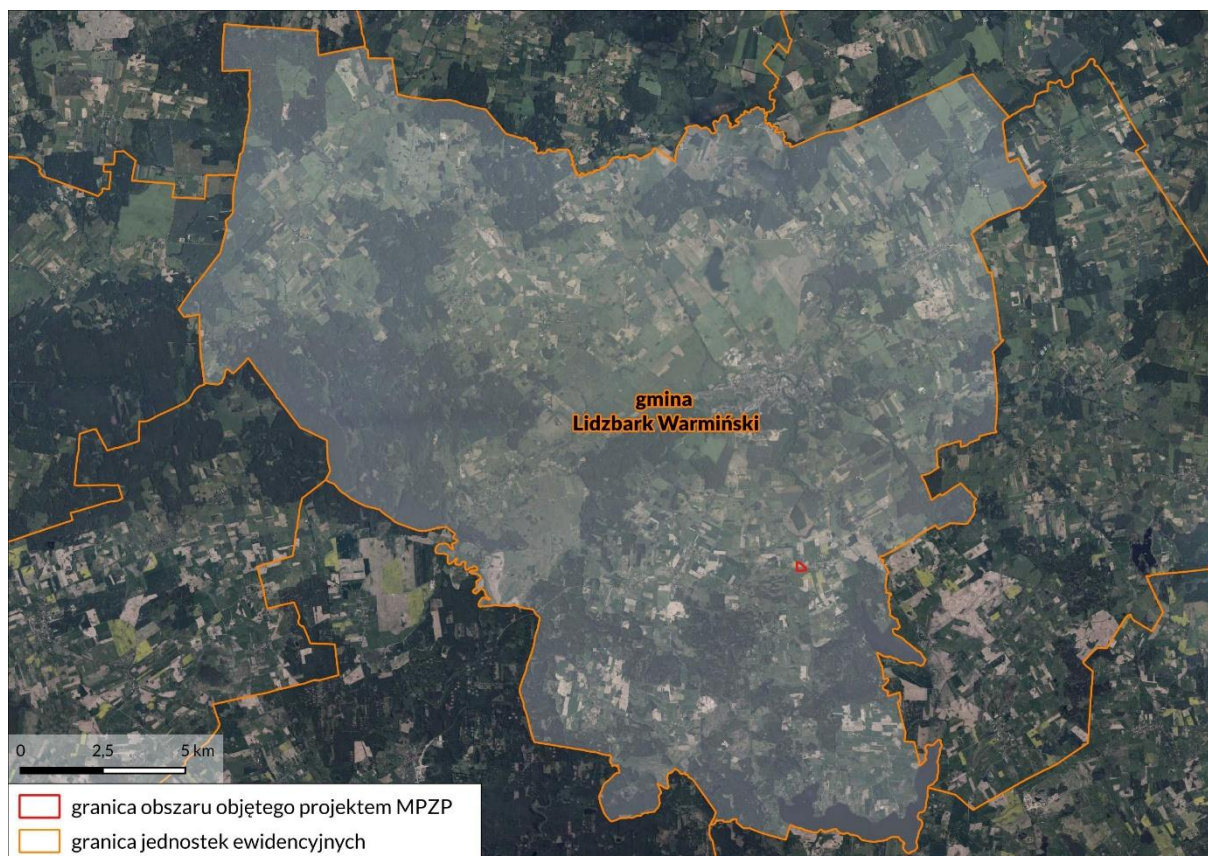 gmina
Lidzbark Warmiński
0 2,5 5 km
granica obszaru objętego projektem MPZP
granica jednostek ewidencyjnych